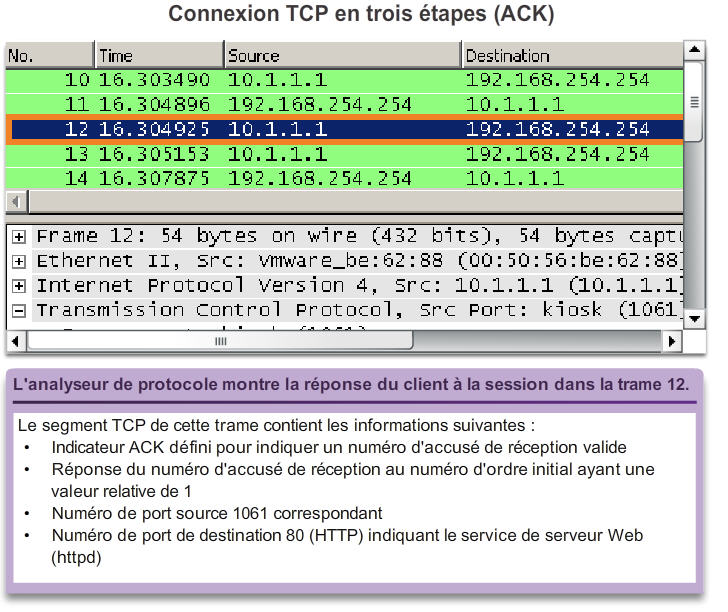 Connexion TCP en trois étapes (ACK)
No. Time Source Destination
10 16.303490 10.1.1.1 192.168.254.254
11 16.304896 192.168.254.254 10.1.1.1
12 16.304925 10.1.1.1 192.168.254.254
13 16.305153 10.1.1.1 192.168.254.254
14 16.307875 192.168.254.254 10.1.1.1
Frame 12: 54 bytes on wire (432 bits), 54 bytes captu
Ethernet II, Src: Vmware_be:62:88 (00:50:56:be:62:88
Internet Protocol Version 4, Src: 10.1.1.1 (10.1.1.1
Transmission Control Protocol, Src Port: kiosk (1061
L'analyseur de protocole montre la réponse du client à la session dans la trame 12.
Le segment TCP de cette trame contient les informations suivantes :
• Indicateur ACK défini pour indiquer un numéro d'accusé de réception valide
• Réponse du numéro d'accusé de réception au numéro d'ordre initial ayant une
valeur relative de 1
• Numéro de port source 1061 correspondant
• Numéro de port de destination 80 (HTTP) indiquant le service de serveur Web
(httpd)